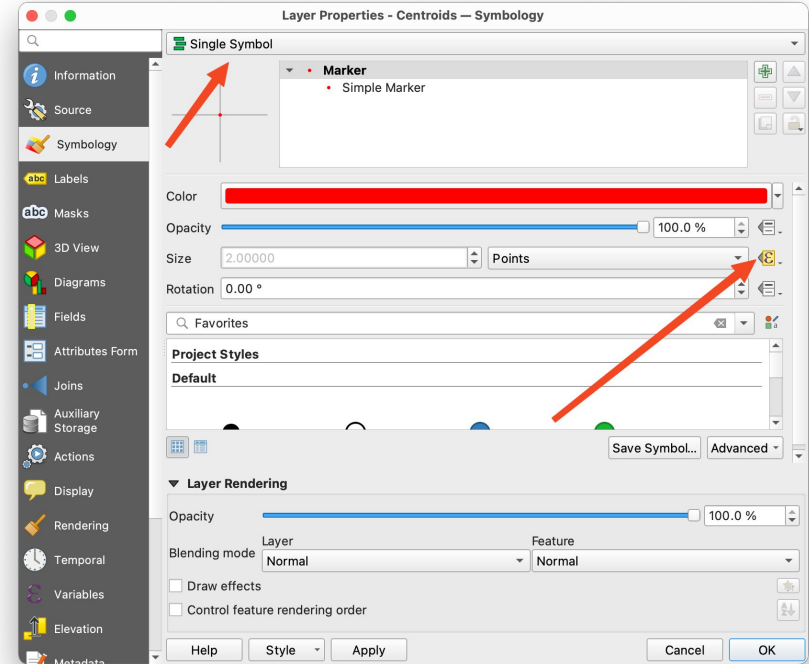 Layer Properties - Centroids — Symbology
Single Symbol
Information
Source
Symbology
abc Labels
abc Masks
3D View
Diagrams
Fields
Attributes Form
Joins
Auxiliary
Storage
Actions
Display
Rendering
Temporal
Variables
Elevation
Metadata
Marker
Simple Marker
Color
Opacity 100.0 %
Size 2.00000 Points ε
Rotation 0.00 °
Favorites
Project Styles
Default
Save Symbol... Advanced
Layer Rendering
Opacity 100.0 %
Layer Feature
Blending mode Normal Normal
Draw effects
Control feature rendering order
Help Style Apply Cancel OK